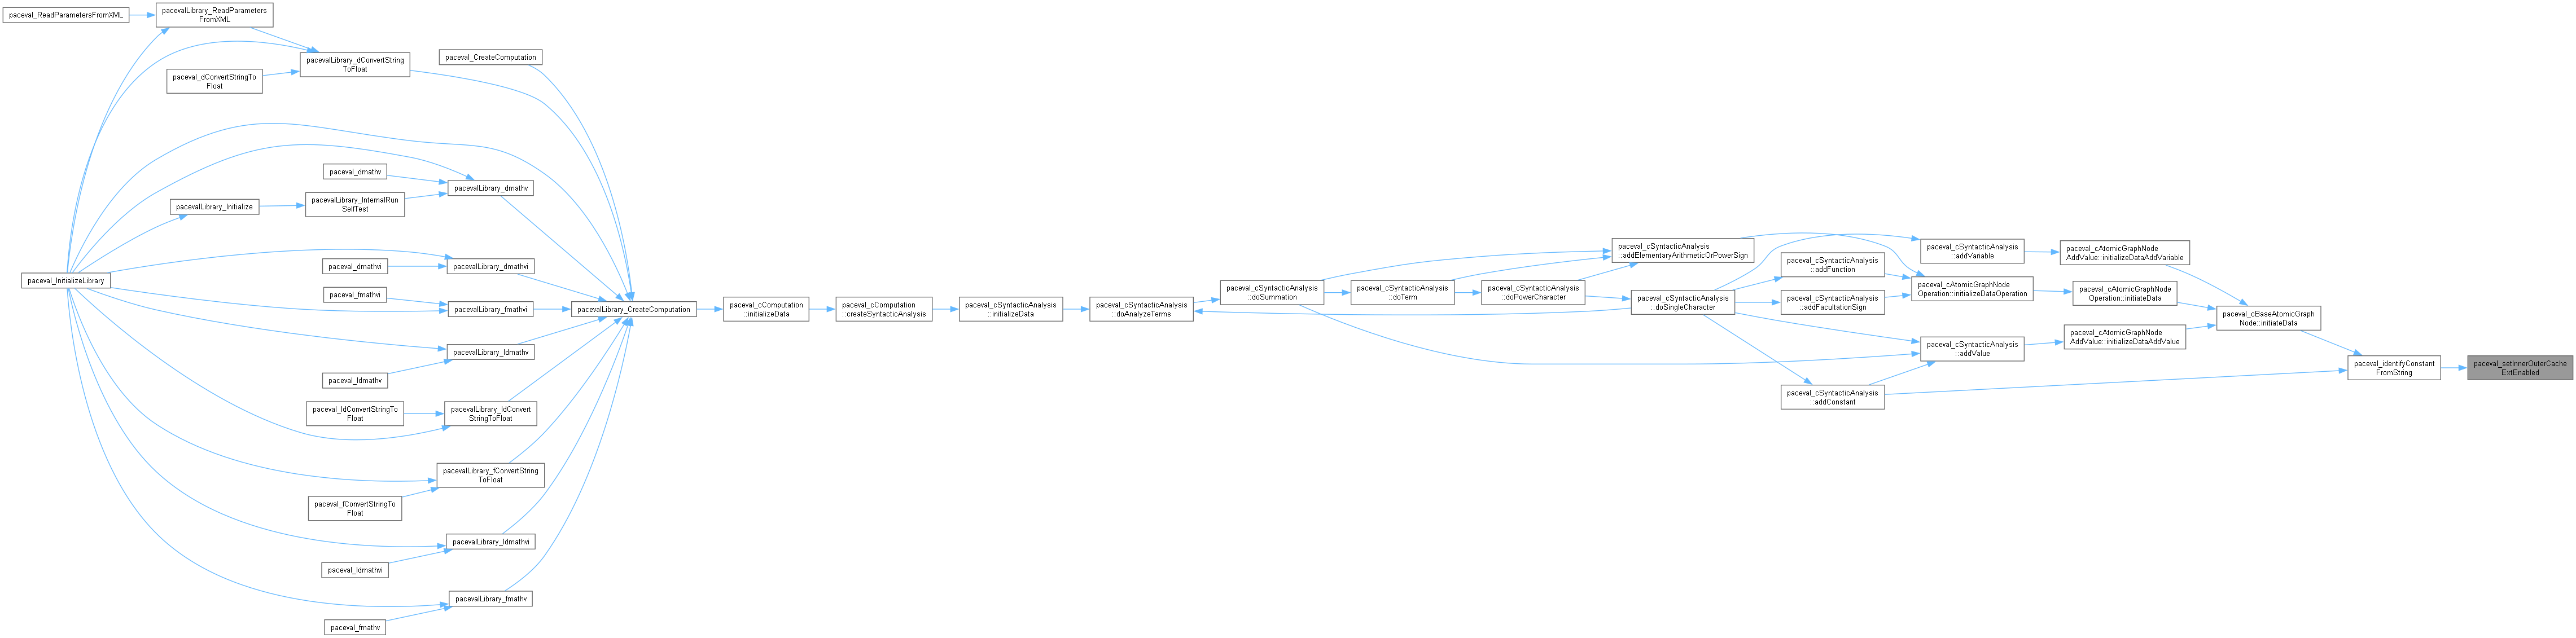 paceval_ReadParametersFromXML
pacevalLibrary_ReadParameters
FromXML
pacevalLibrary_dConvertString
ToFloat
paceval_dConvertStringTo
Float
paceval_CreateComputation
paceval_dmathv
pacevalLibrary_dmathv
pacevalLibrary_InternalRun
SelfTest
pacevalLibrary_Initialize
paceval_InitializeLibrary
paceval_dmathvi
pacevalLibrary_dmathvi
paceval_fmathvi
pacevalLibrary_fmathvi
pacevalLibrary_ldmathv
paceval_ldmathv
paceval_ldConvertStringTo
Float
pacevalLibrary_ldConvert
StringToFloat
pacevalLibrary_fConvertString
ToFloat
paceval_fConvertStringTo
Float
pacevalLibrary_ldmathvi
paceval_ldmathvi
pacevalLibrary_fmathv
paceval_fmathv
pacevalLibrary_CreateComputation
paceval_cComputation
::initializeData
paceval_cComputation
::createSyntacticAnalysis
paceval_cSyntacticAnalysis
::initializeData
paceval_cSyntacticAnalysis
::doAnalyzeTerms
paceval_cSyntacticAnalysis
::doSummation
paceval_cSyntacticAnalysis
::doTerm
paceval_cSyntacticAnalysis
::doPowerCharacter
paceval_cSyntacticAnalysis
::addElementaryArithmeticOrPowerSign
paceval_cSyntacticAnalysis
::doSingleCharacter
paceval_cSyntacticAnalysis
::addFunction
paceval_cSyntacticAnalysis
::addFacultationSign
paceval_cSyntacticAnalysis
::addConstant
paceval_cSyntacticAnalysis
::addVariable
paceval_cAtomicGraphNode
Operation::initializeDataOperation
paceval_cSyntacticAnalysis
::addValue
paceval_cAtomicGraphNode
AddValue::initializeDataAddVariable
paceval_cAtomicGraphNode
Operation::initiateData
paceval_cAtomicGraphNode
AddValue::initializeDataAddValue
paceval_cBaseAtomicGraph
Node::initiateData
paceval_identifyConstant
FromString
paceval_setInnerOuterCache
ExtEnabled